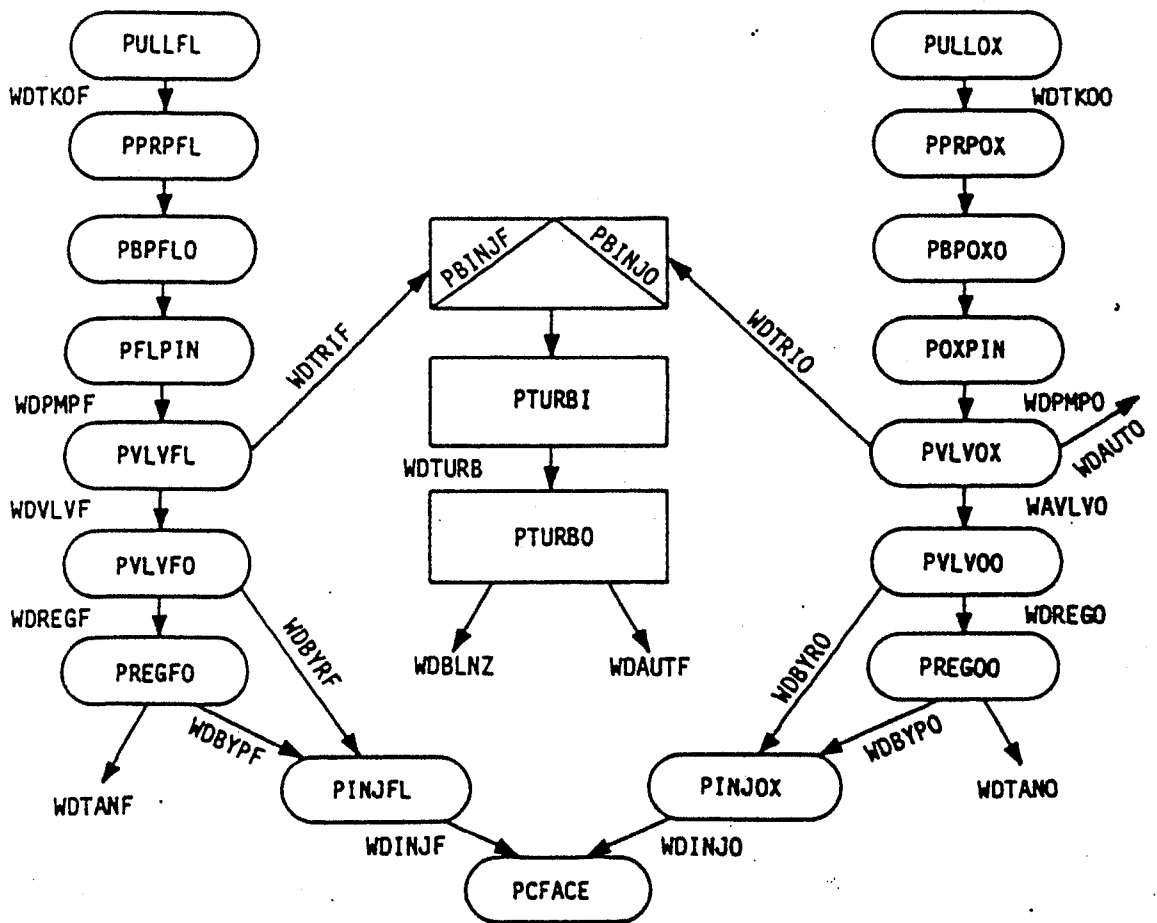 PULLFL
PULLOX
WDTKOF
WDTKOO
PPRPFL
PPRPOX
PBPFLO
PBINJF
PBINJO
PBPOXO
PFLPIN
WDTRIF
WDTRIO
POXPIN
WDPMPF
PTURBI
WDPMPO
PVLVFL
WDTURB
PVLVOX
WDAUTO
WDVLVF
WAVLVO
PVLVFO
PTURBO
PVLVOO
WDREGF
WDREGO
WDBYRF
WDBLNZ
WDAUTF
WDBYRO
PREGFO
PREGOO
WDBYPF
WDBYPO
WDTANF
PINJFL
PINJOX
WDTANO
WDINJF
WDINJO
PCFACE